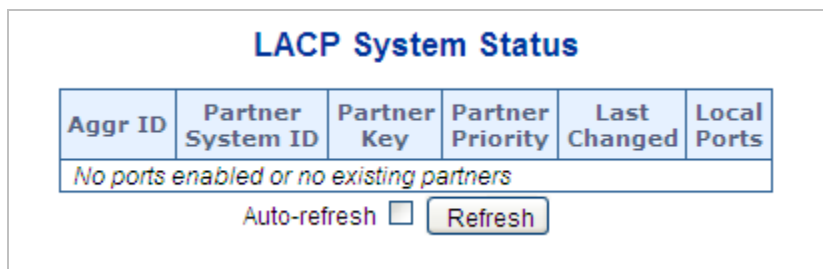 LACP System Status
Aggr ID Partner System ID Partner Key Partner Priority Last Changed Local Ports
No ports enabled or no existing partners
Auto-refresh Refresh